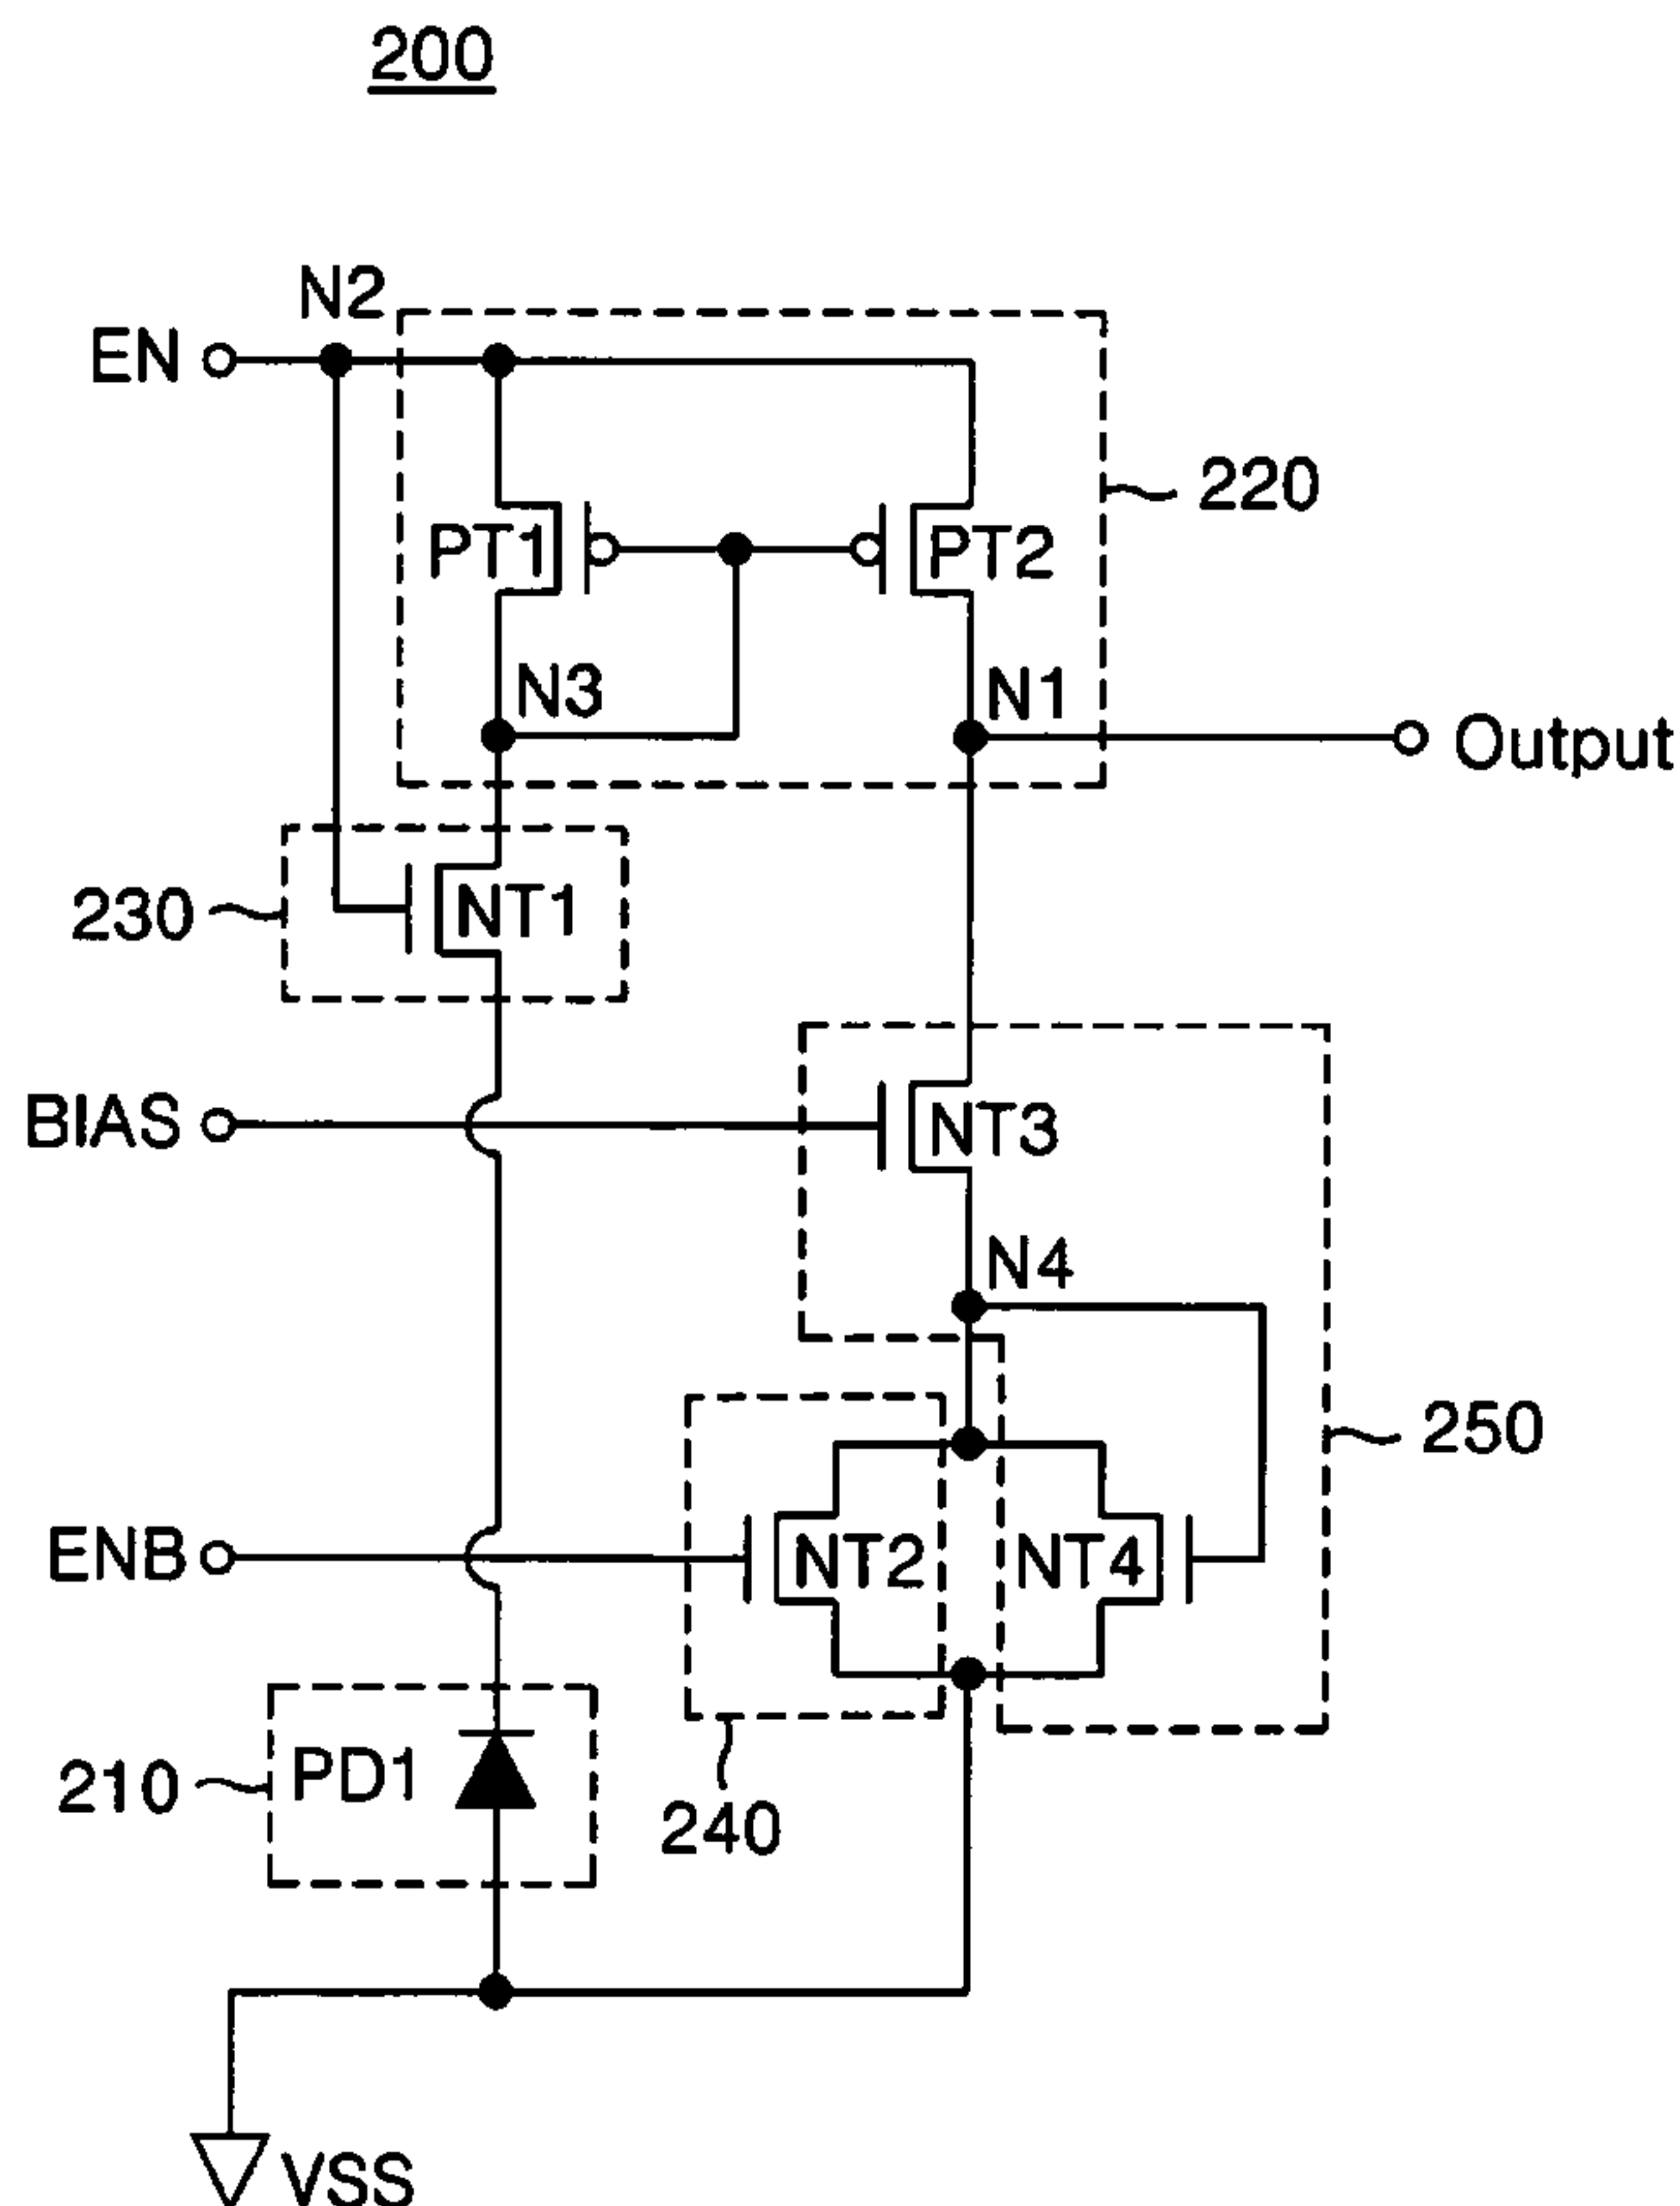 200
N2
EN
220
PT1
PT2
N3
N1
Output
230
NT1
BIAS
NT3
N4
250
ENB
NT2
NT4
210
PD1
240
VSS